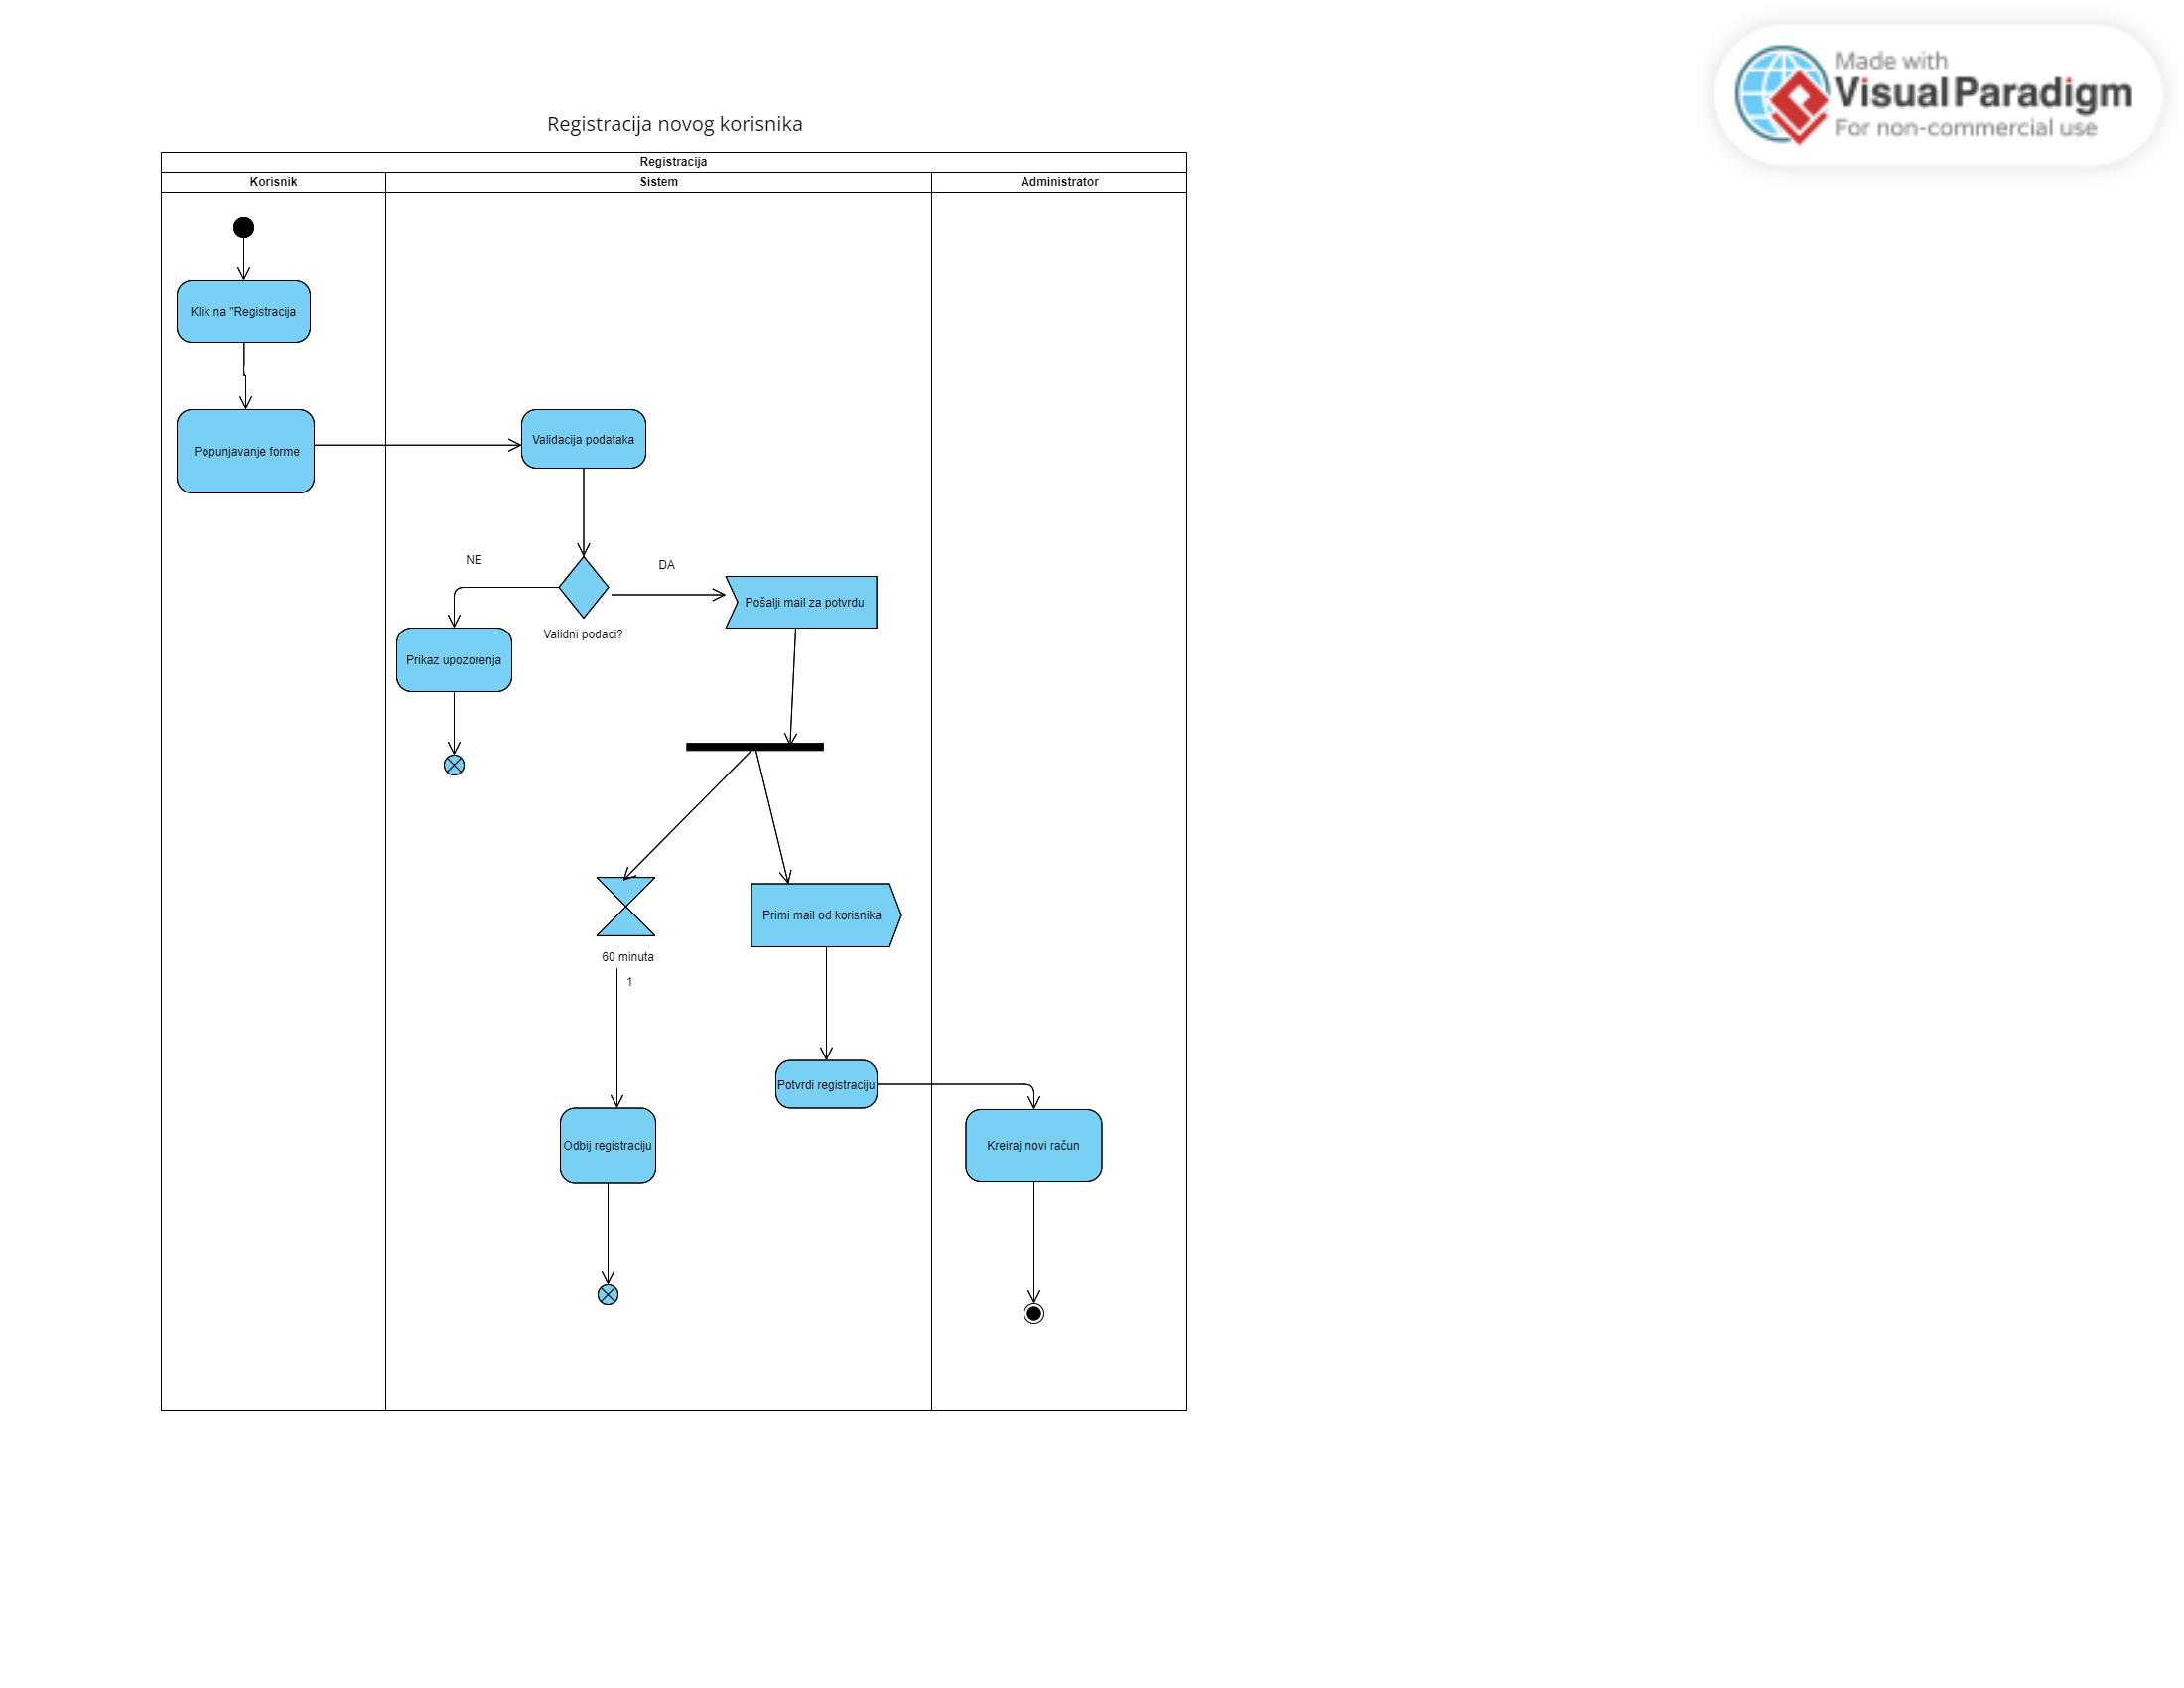 Made with
Visual Paradigm
For non-commercial use
Registracija novog korisnika
Registracija
Korisnik
Sistem
Administrator
Klik na "Registracija
Popunjavanje forme
Validacija podataka
NE
DA
Pošalji mail za potvrdu
Validni podaci?
Prikaz upozorenja
Primi mail od korisnika
60 minuta
1
Potvrdi registraciju
Odbij registraciju
Kreiraj novi račun